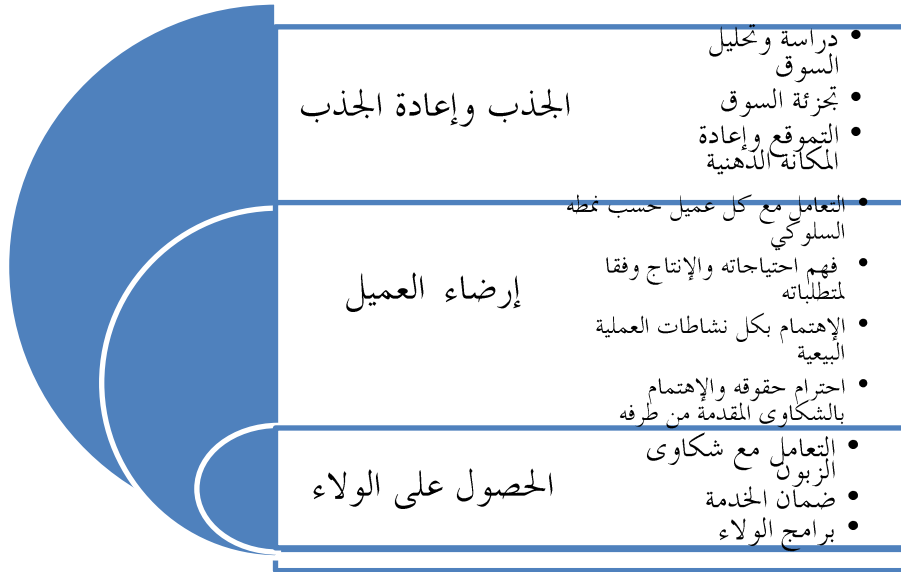 الجذب وإعادة الجذب
• دراسة وتحليل
السوق
• تجزئة السوق
• التموقع وإعادة
المكانة الذهنية
إرضاء العميل
• التعامل مع كل عميل حسب نمطه
السلوكي
• فهم احتياجاته والإنتاج وفقا
لمتطلباته
• الإهتمام بكل نشاطات العملية
البيعية
• احترام حقوقه والإهتمام
بالشكاوى المقدمة من طرفه
الحصول على الولاء
• التعامل مع شكاوى
الزبون
• ضمان الخدمة
• برامج الولاء